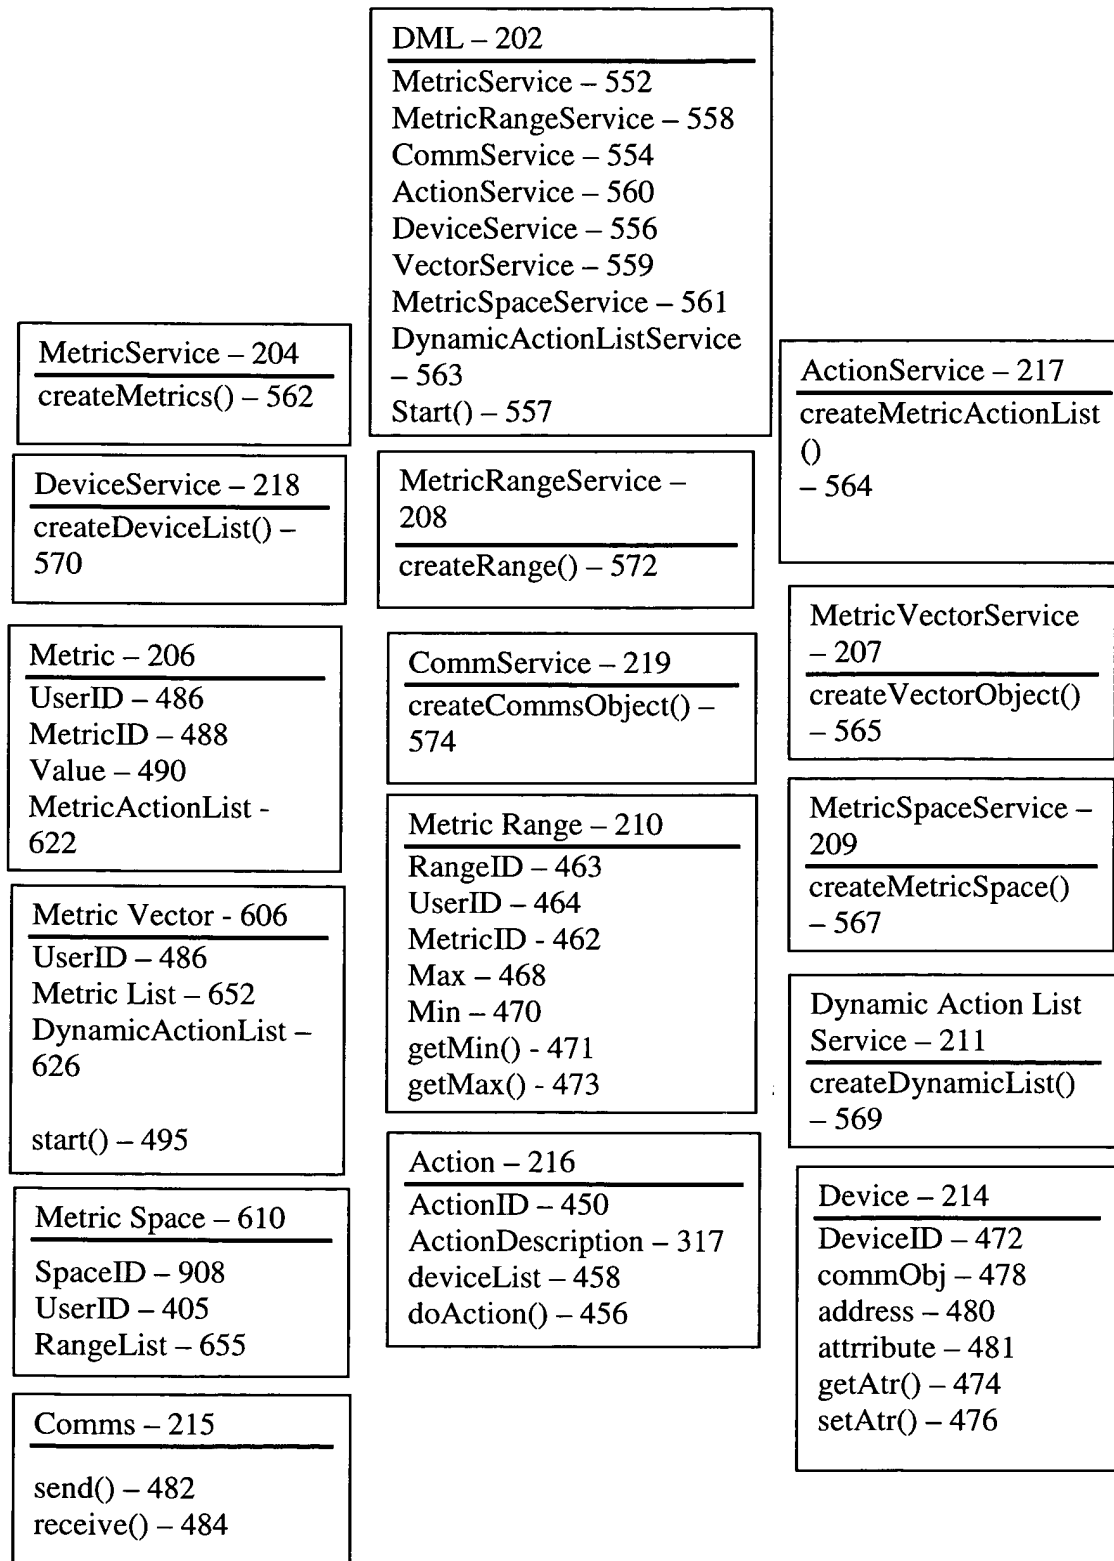 DML – 202
MetricService – 552
MetricRangeService – 558
CommService – 554
ActionService – 560
DeviceService – 556
VectorService – 559
MetricSpaceService – 561
DynamicActionListService
– 563
Start() – 557
MetricService – 204
createMetrics() – 562
ActionService – 217
createMetricActionList
()
– 564
DeviceService – 218
createDeviceList() –
570
MetricRangeService –
208
createRange() – 572
MetricVectorService
– 207
createVectorObject()
– 565
Metric – 206
UserID – 486
MetricID – 488
Value – 490
MetricActionList -
622
CommService – 219
createCommsObject() –
574
MetricSpaceService –
209
createMetricSpace()
– 567
Metric Range – 210
RangeID – 463
UserID – 464
MetricID - 462
Max – 468
Min – 470
getMin() - 471
getMax() - 473
Metric Vector - 606
UserID – 486
Metric List – 652
DynamicActionList –
626
start() – 495
Dynamic Action List
Service – 211
createDynamicList()
– 569
Action – 216
ActionID – 450
ActionDescription – 317
deviceList – 458
doAction() – 456
Device – 214
DeviceID – 472
commObj – 478
address – 480
attrribute – 481
getAtr() – 474
setAtr() – 476
Metric Space – 610
SpaceID – 908
UserID – 405
RangeList – 655
Comms – 215
send() – 482
receive() – 484